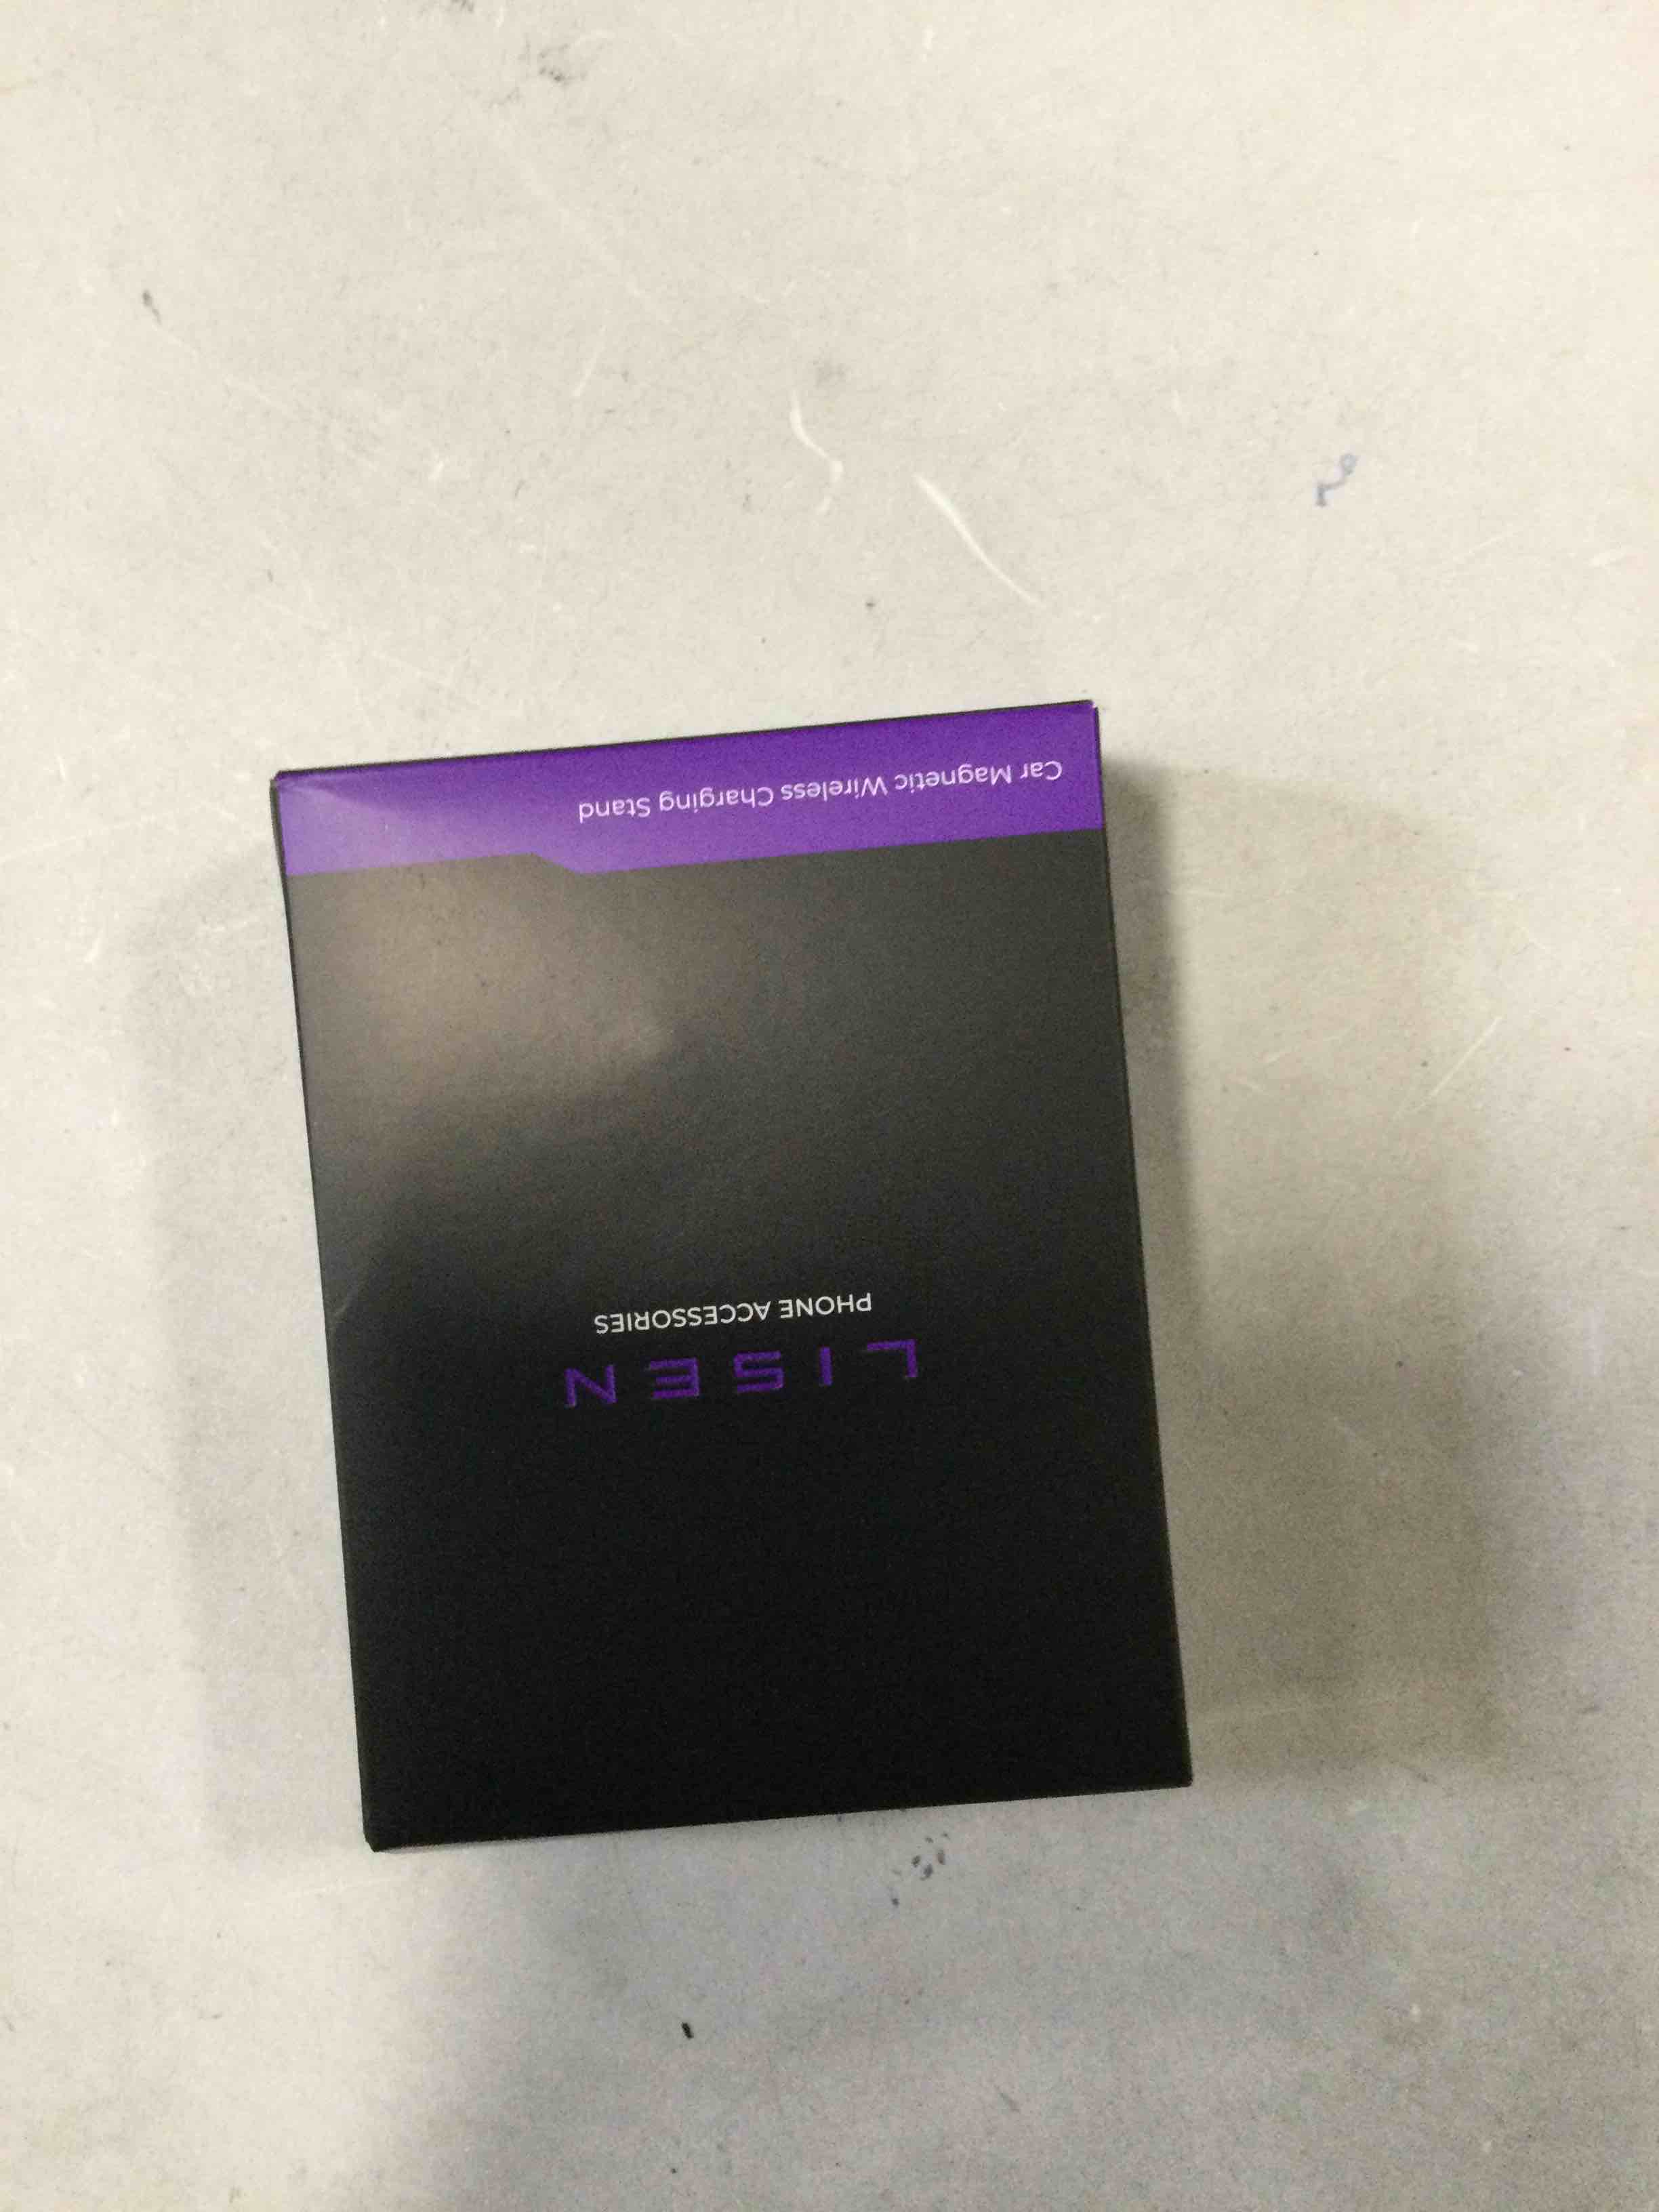 LISEN
PHONE ACCESSORIES
Car Magnetic Wireless Charging Stand